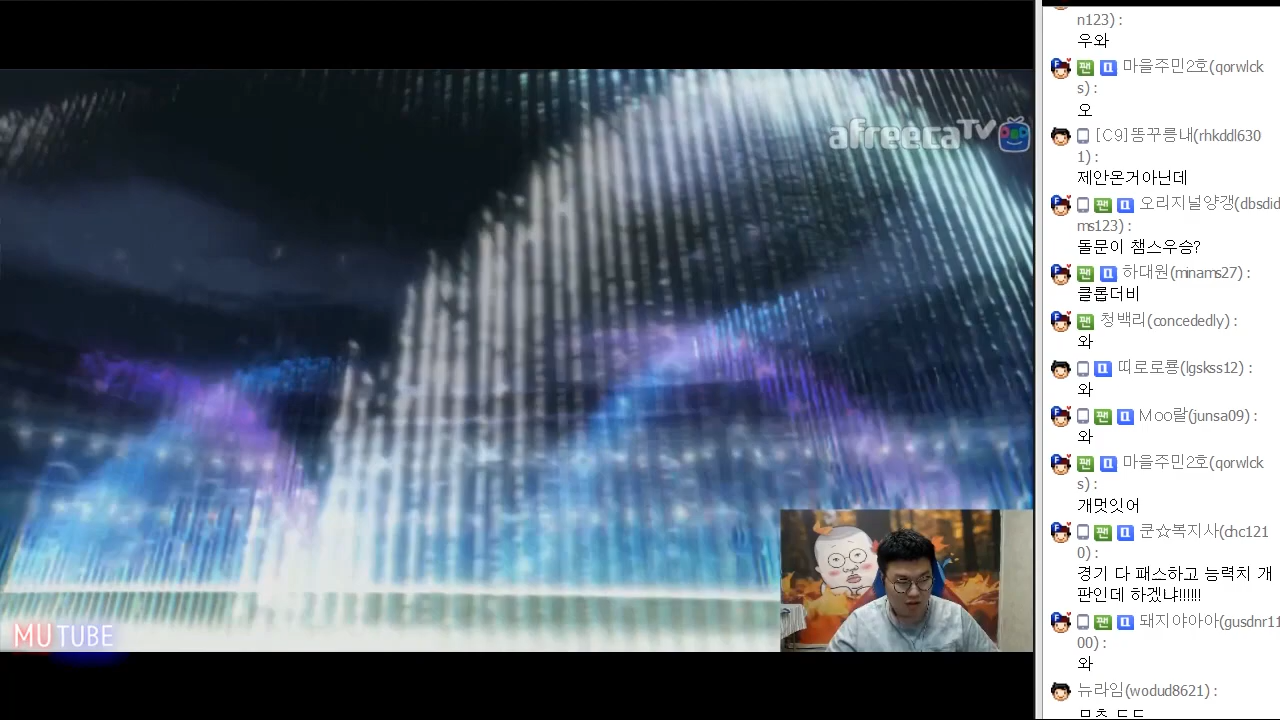 afreecaTV
MUTUBE
n123) :
우와
팬 마을주민2호(qorwlck
s) :
오
[C9]똥꾸릉내(rhkddl630
1) :
제안온거아닌데
팬 오리지널양갱(dbsdid
ms123) :
돌문이 챔스우승?
팬 하대원(minams27) :
클롭더비
팬 청백리(concededly) :
와
띠로로룡(lgskss12) :
와
팬 Moo랄(junsa09) :
와
팬 마을주민2호(qorwlck
s) :
개멋잇어
팬 쿤☆복지사(chc121
0) :
경기 다 패스하고 능력치 개
판인데 하겠냐!!!!!!
팬 돼지야아아(gusdnr11
00) :
와
뉴라임(wodud8621) :